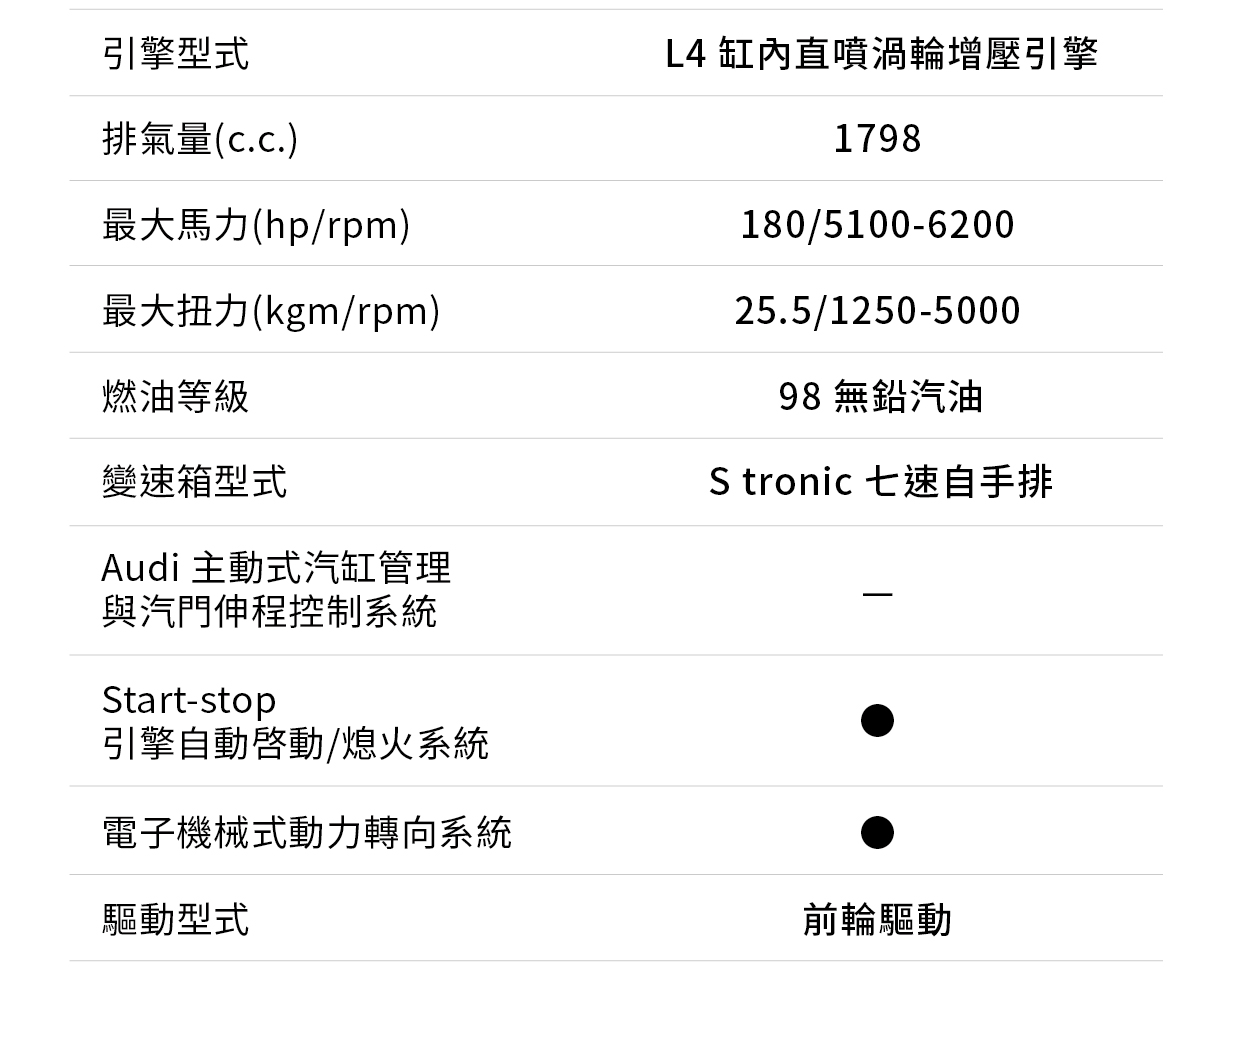 引擎型式 L4 缸內直噴渦輪增壓引擎
排氣量(c.c.) 1798
最大馬力(hp/rpm) 180/5100-6200
最大扭力(kgm/rpm) 25.5/1250-5000
燃油等級 98 無鉛汽油
變速箱型式 S tronic 七速自手排
Audi 主動式汽缸管理
與汽門伸程控制系統 —
Start-stop
引擎自動啓動/熄火系統 ●
電子機械式動力轉向系統 ●
驅動型式 前輪驅動